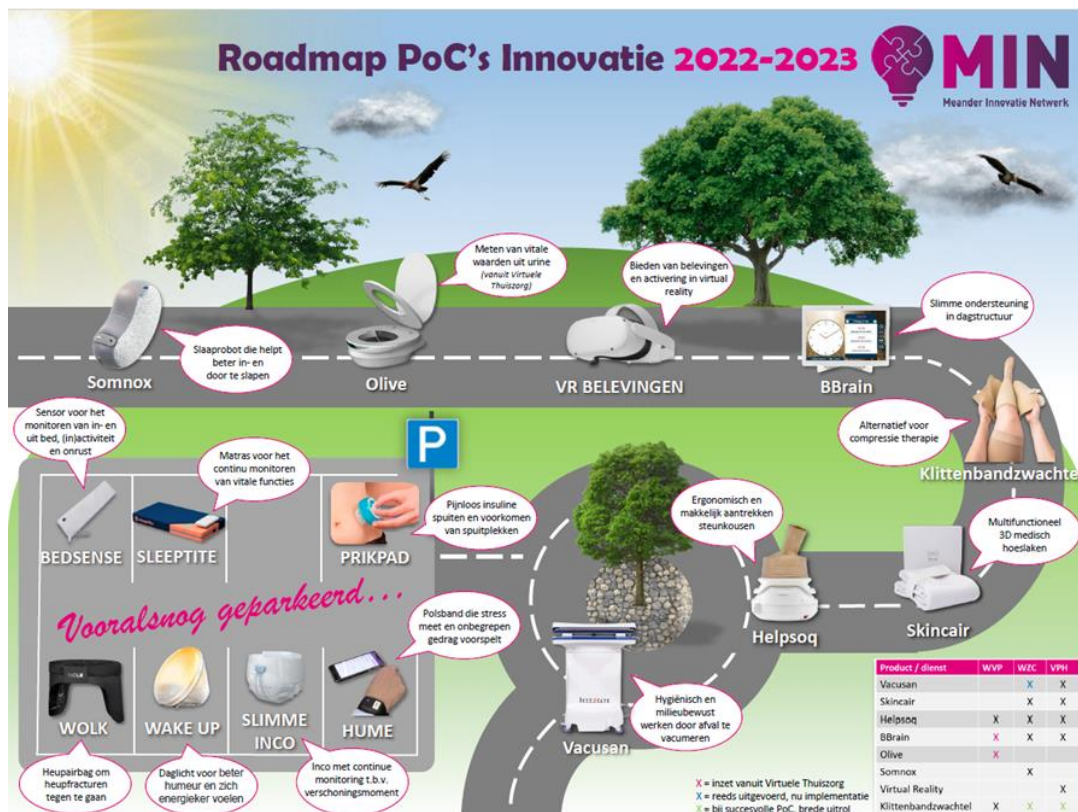 Roadmap PoC's Innovatie 2022-2023
MIN
Meander Innovatie Netwerk
Meten van vitale
waarden uit urine
(vanuit Virtuele
Thuiszorg)
Bieden van belevingen
en activering in virtual
reality
Slimme ondersteuning
in dagstructuur
Slaaprobot die helpt
beter in- en
door te slapen
Somnox
Olive
VR BELEVINGEN
BBrain
Sensor voor het
monitoren van in- en
uit bed, (in)activiteit
en onrust
Matras voor het
continu monitoren
van vitale functies
P
Alternatief voor
compressie therapie
Klittenbandzwachte
Pijnloos insuline
spuiten en voorkomen
van spuitplekken
Ergonomisch en
makkelijk aantrekken
steunkousen
Multifunctioneel
3D medisch
hoeslaken
BEDSENSE
SLEEPTITE
PRIKPAD
Vooralsnog geparkeerd...
Polsband die stress
meet en onbegrepen
gedrag voorspelt
Helpsoq
Skincair
WOLK
WAKE UP
SLIMME
INCO
HUME
Vacusan
Hygiënisch en
milieubewust
werken door afval te
vacumeren
Heupairbag om
heupfracturen
tegen te gaan
Daglicht voor beter
humeur en zich
energieker voelen
Inco met continue
monitoring t.b.v.
verschoningsmoment
Product / dienst WVP WZC VPH
Vacusan X X
Skincair X X
Helpsoq X X X
BBrain X X X
Olive X
Somnox X
Virtual Reality X
Klittenbandzwachtel X X
X = inzet vanuit Virtuele Thuiszorg
X = reeds uitgevoerd, nu implementatie
X = bij succesvolle PoC, brede uitrol